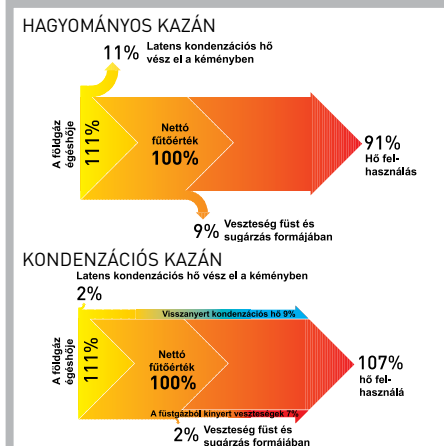 HAGYOMÁNYOS KAZÁN
11%
Latens kondenzációs hő
vész el a kéményben
A földgáz
égéshője
111%
Nettó
fűtőérték
100%
91%
Hő fel-
használás
9%
Veszteség füst és
sugárzás formájában
KONDENZÁCIÓS KAZÁN
Latens kondenzációs hő vész el a kéményben
2%
Visszanyert kondenzációs hő 9%
A földgáz
égéshője
111%
Nettó
fűtőérték
100%
107%
hő fel-
használá
A füstgázból kinyert veszteségek 7%
2%
Veszteség füst és
sugárzás formájában